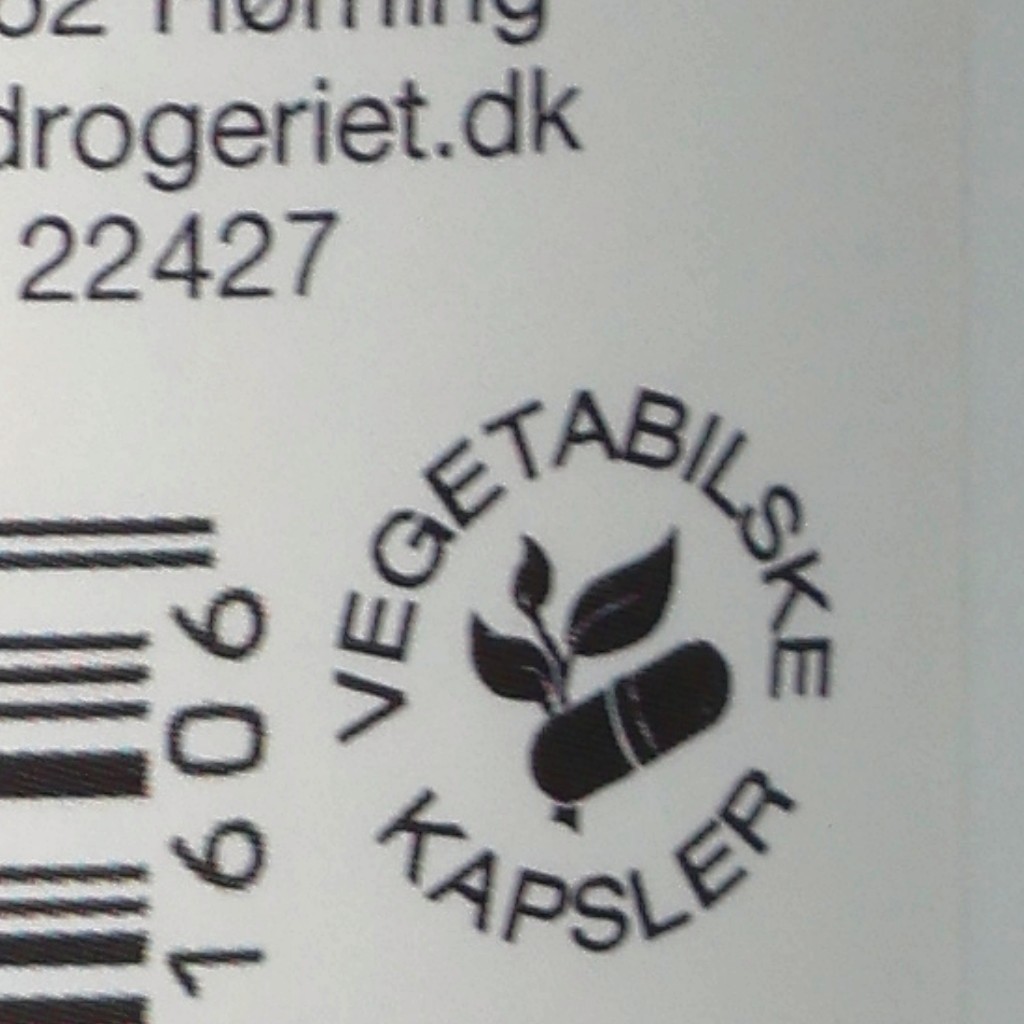 drogeriet.dk
22427
VEGETABILSKE
KAPSLER
1606